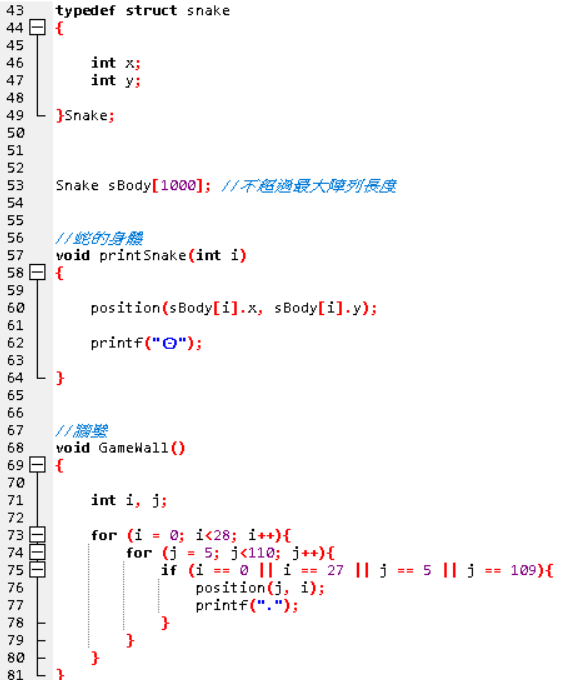 43 typedef struct snake
44 {
45
46     int x;
47     int y;
48
49 }Snake;
50
51
52
53 Snake sBody[1000]; //不超過最大陣列長度
54
55
56 //蛇的身體
57 void printSnake(int i)
58 {
59
60     position(sBody[i].x, sBody[i].y);
61
62     printf("⊙");
63
64 }
65
66
67 //牆壁
68 void GameWall()
69 {
70
71     int i, j;
72
73     for (i = 0; i<28; i++){
74         for (j = 5; j<110; j++){
75             if (i == 0 || i == 27 || j == 5 || j == 109){
76                 position(j, i);
77                 printf(".");
78             }
79         }
80     }
81 }